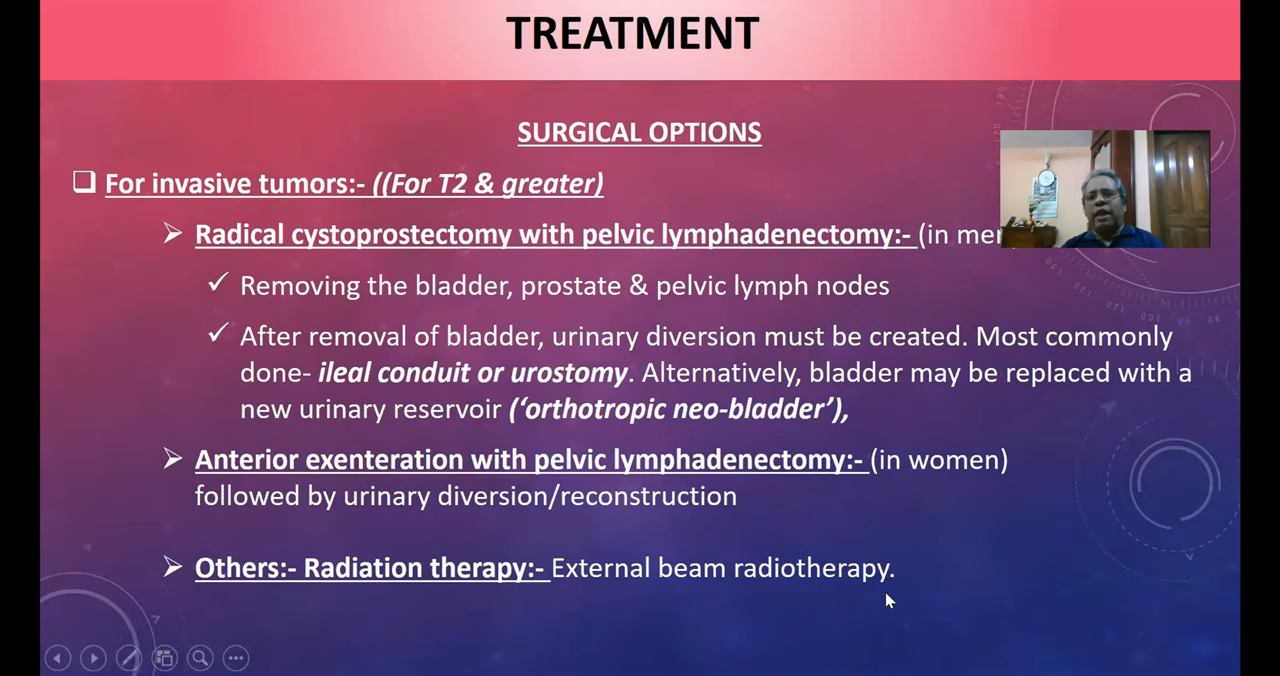 TREATMENT
SURGICAL OPTIONS
For invasive tumors:- ((For T2 & greater)
Radical cystoprostectomy with pelvic lymphadenectomy:- (in men
Removing the bladder, prostate & pelvic lymph nodes
After removal of bladder, urinary diversion must be created. Most commonly
done- ileal conduit or urostomy. Alternatively, bladder may be replaced with a
new urinary reservoir (‘orthotropic neo-bladder’),
Anterior exenteration with pelvic lymphadenectomy:- (in women)
followed by urinary diversion/reconstruction
Others:- Radiation therapy:- External beam radiotherapy.